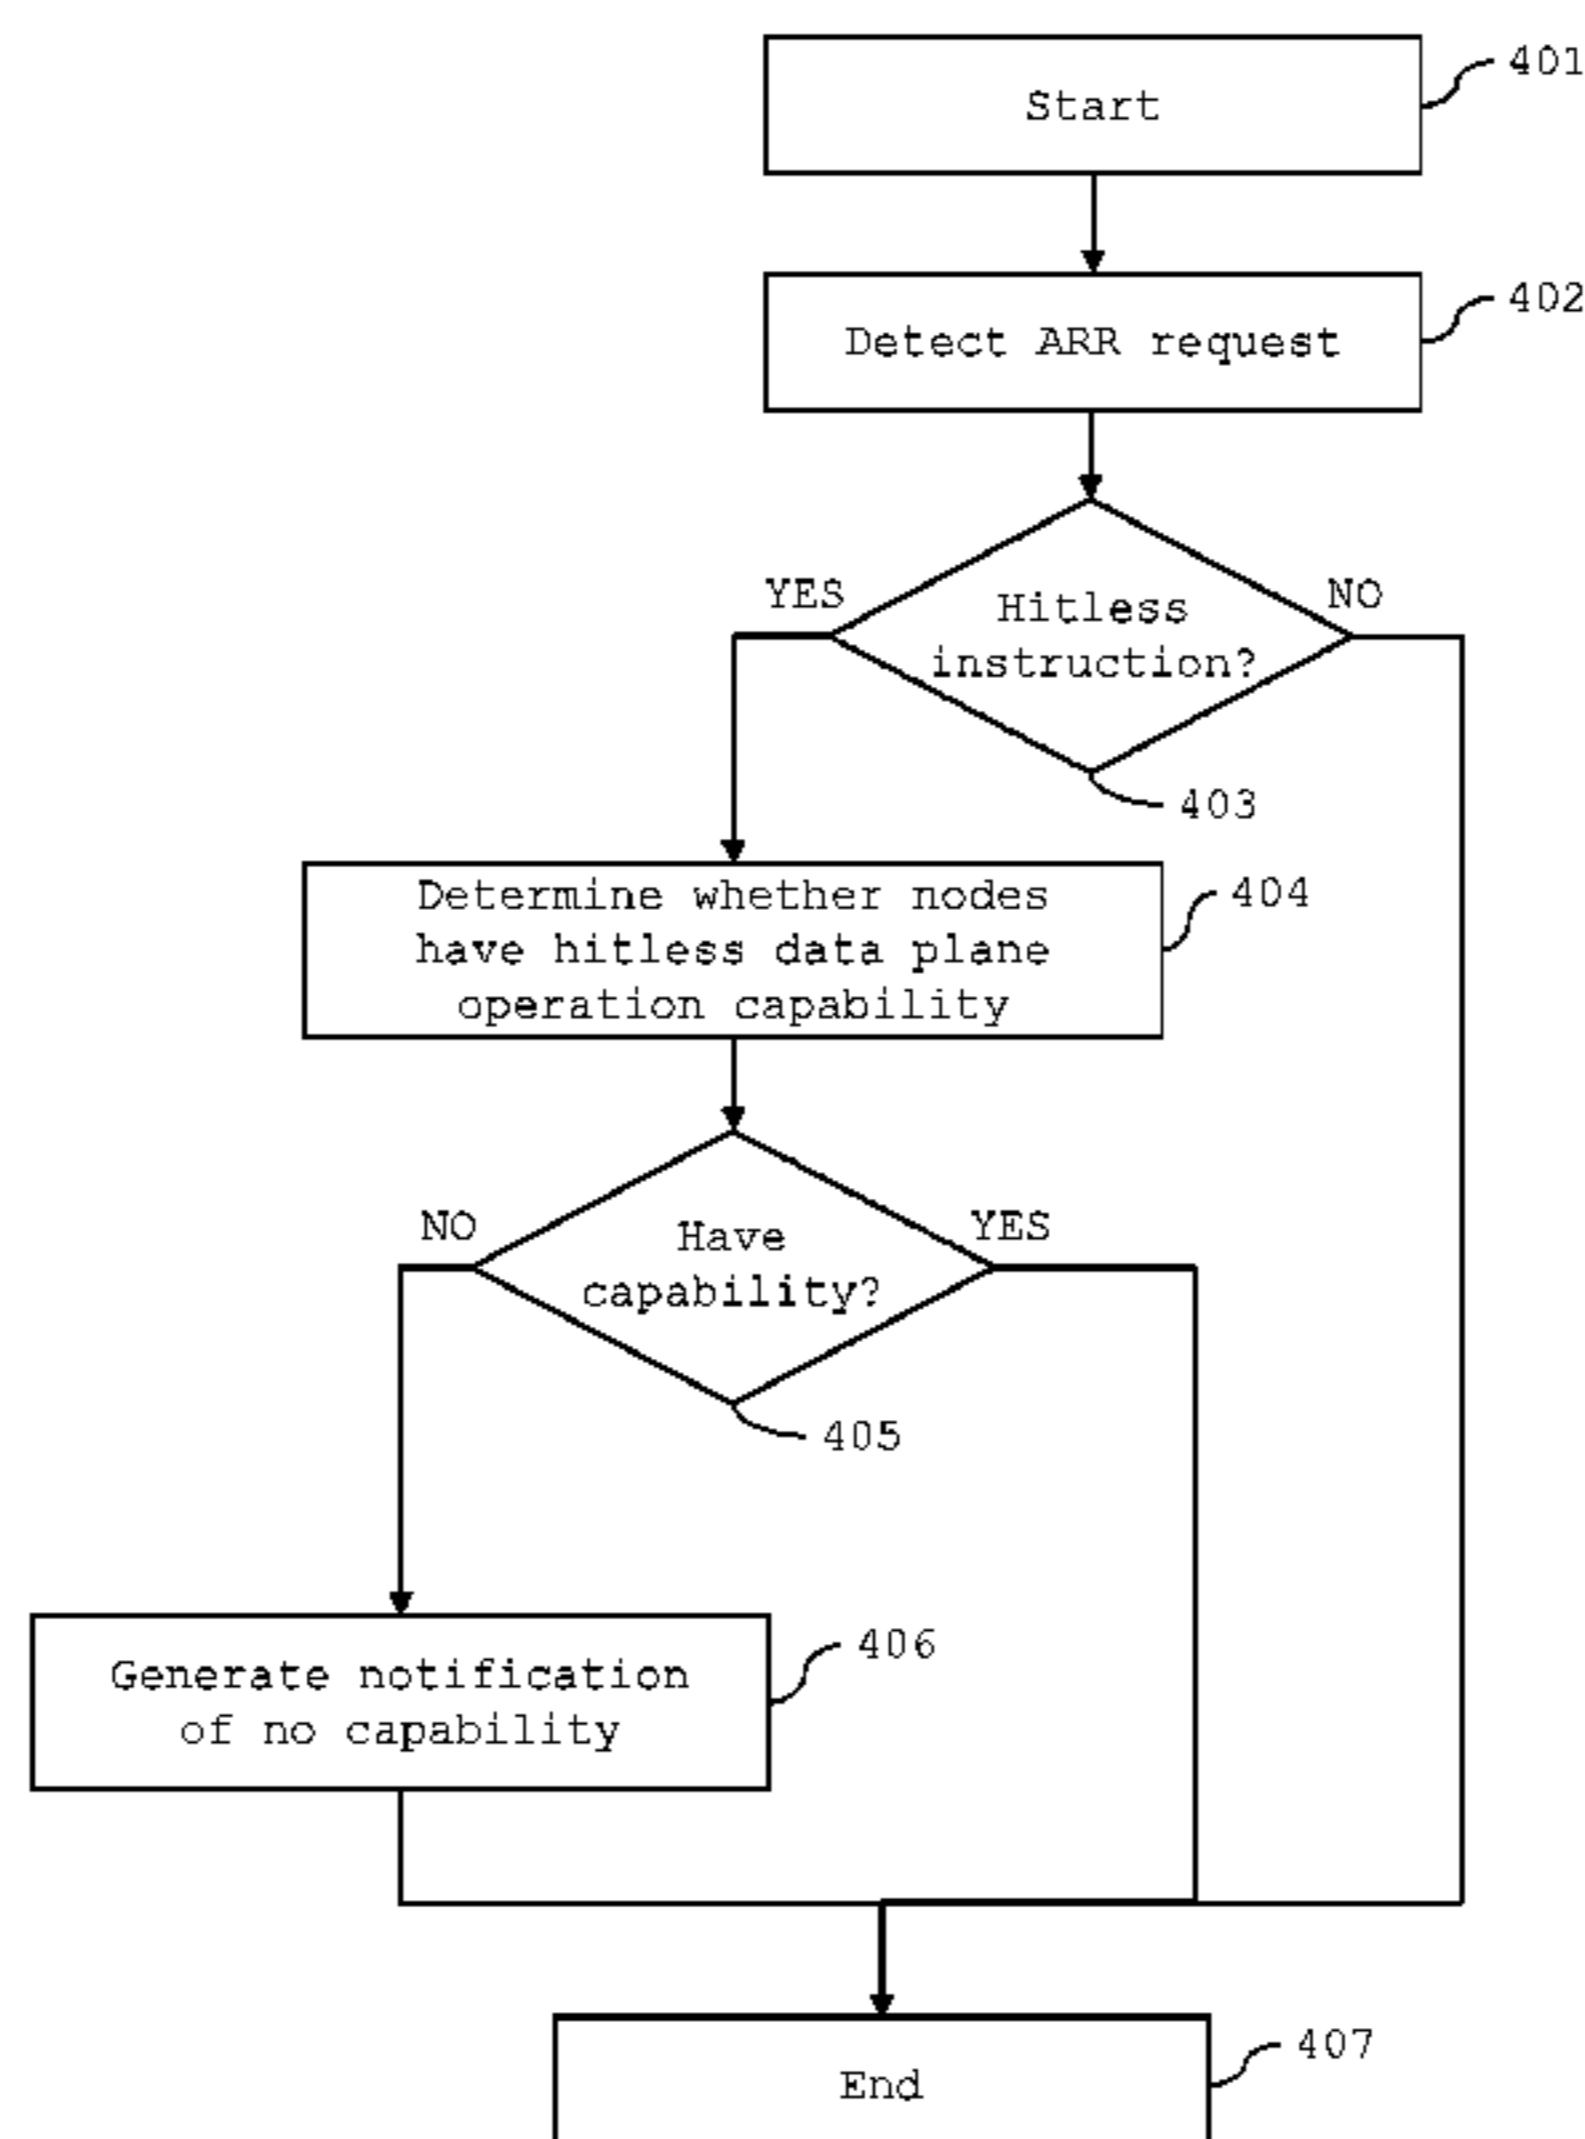 Start
401
Detect ARR request
402
YES
NO
Hitless
instruction?
403
Determine whether nodes
have hitless data plane
operation capability
404
NO
YES
Have
capability?
405
Generate notification
of no capability
406
End
407